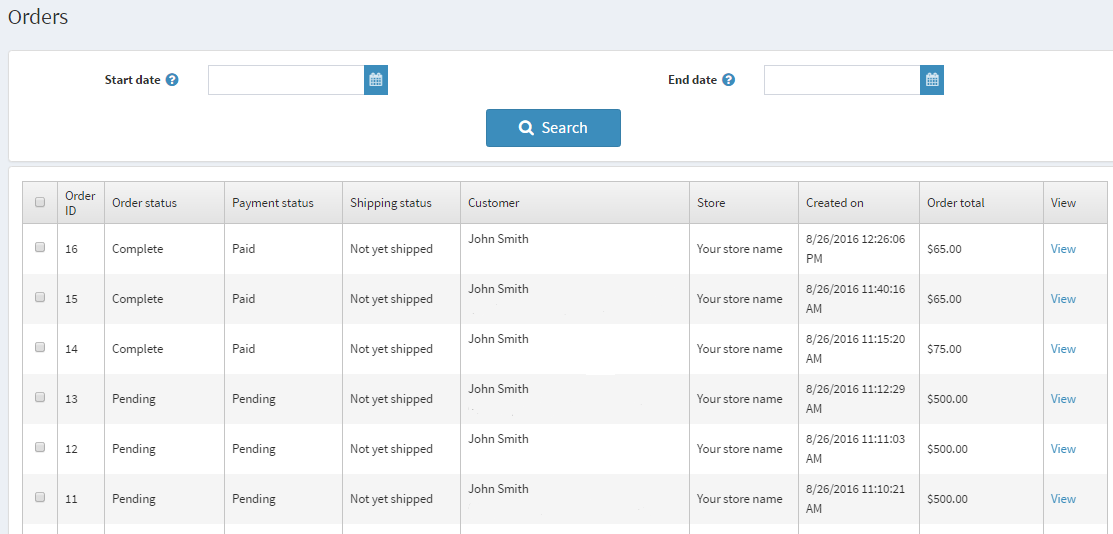 Orders
Start date
End date
Search
Order ID Order status Payment status Shipping status Customer Store Created on Order total View
16 Complete Paid Not yet shipped John Smith Your store name 8/26/2016 12:26:06 PM $65.00 View
15 Complete Paid Not yet shipped John Smith Your store name 8/26/2016 11:40:16 AM $65.00 View
14 Complete Paid Not yet shipped John Smith Your store name 8/26/2016 11:15:20 AM $75.00 View
13 Pending Pending Not yet shipped John Smith Your store name 8/26/2016 11:12:29 AM $500.00 View
12 Pending Pending Not yet shipped John Smith Your store name 8/26/2016 11:11:03 AM $500.00 View
11 Pending Pending Not yet shipped John Smith Your store name 8/26/2016 11:10:21 AM $500.00 View